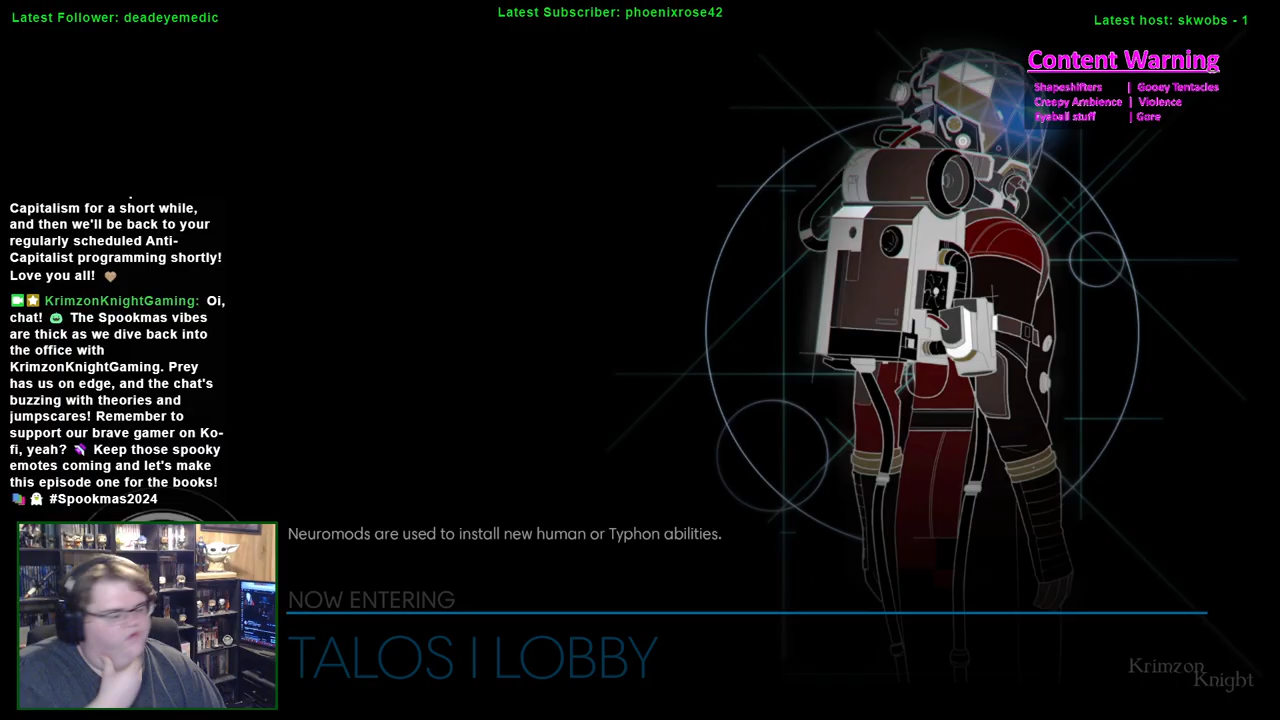 Latest Follower: deadeyemedic
Latest Subscriber: phoenixrose42
Latest host: skwobs - 1
Content Warning
Shapeshifters | Gooey Tentacles
Creepy Ambience | Violence
Eyeball stuff | Gore
Capitalism for a short while,
and then we'll be back to your
regularly scheduled Anti-
Capitalist programming shortly!
Love you all! 🤎
KrimzonKnightGaming: Oi,
chat! The Spookmas vibes
are thick as we dive back into
the office with
KrimzonKnightGaming. Prey
has us on edge, and the chat's
buzzing with theories and
jumpscares! Remember to
support our brave gamer on Ko-
fi, yeah? Keep those spooky
emotes coming and let's make
this episode one for the books!
📚 👻 #Spookmas2024
Neuromods are used to install new human or Typhon abilities.
NOW ENTERING
TALOS I LOBBY
Krimzon
Knight